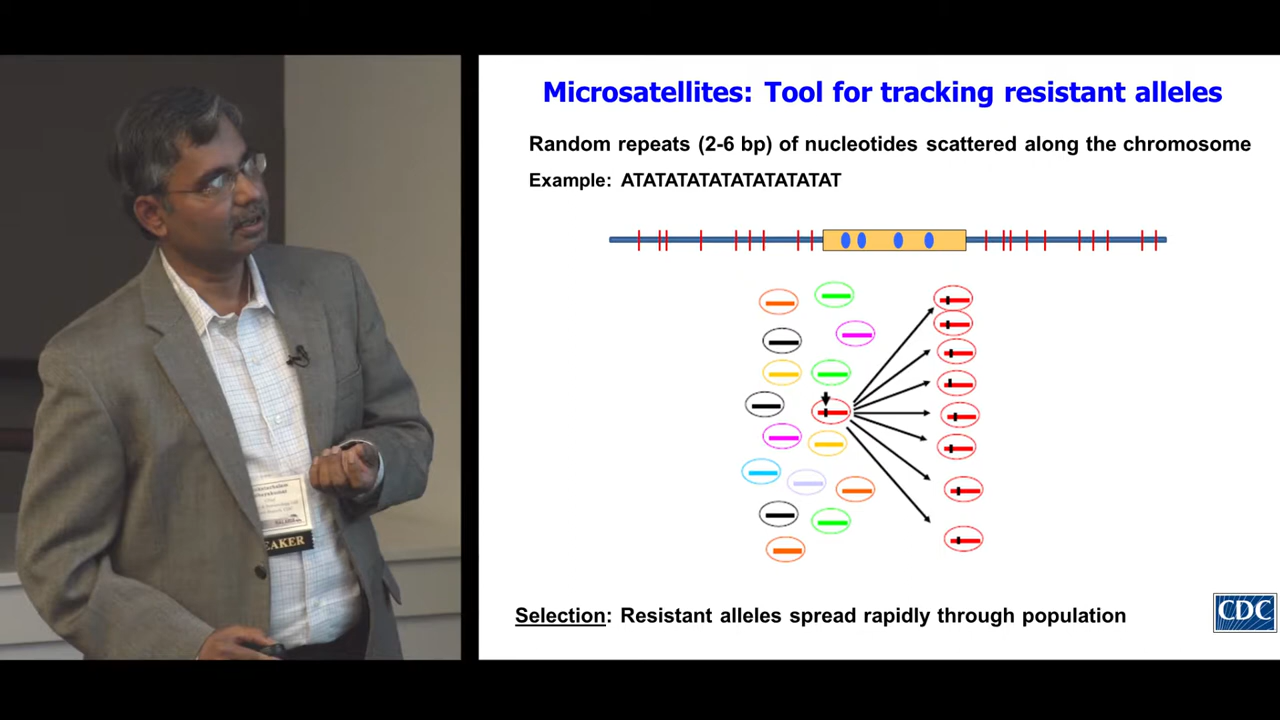 Microsatellites: Tool for tracking resistant alleles
Random repeats (2-6 bp) of nucleotides scattered along the chromosome
Example: ATATATATATATATATATAT
Selection: Resistant alleles spread rapidly through population
CDC
EAKER